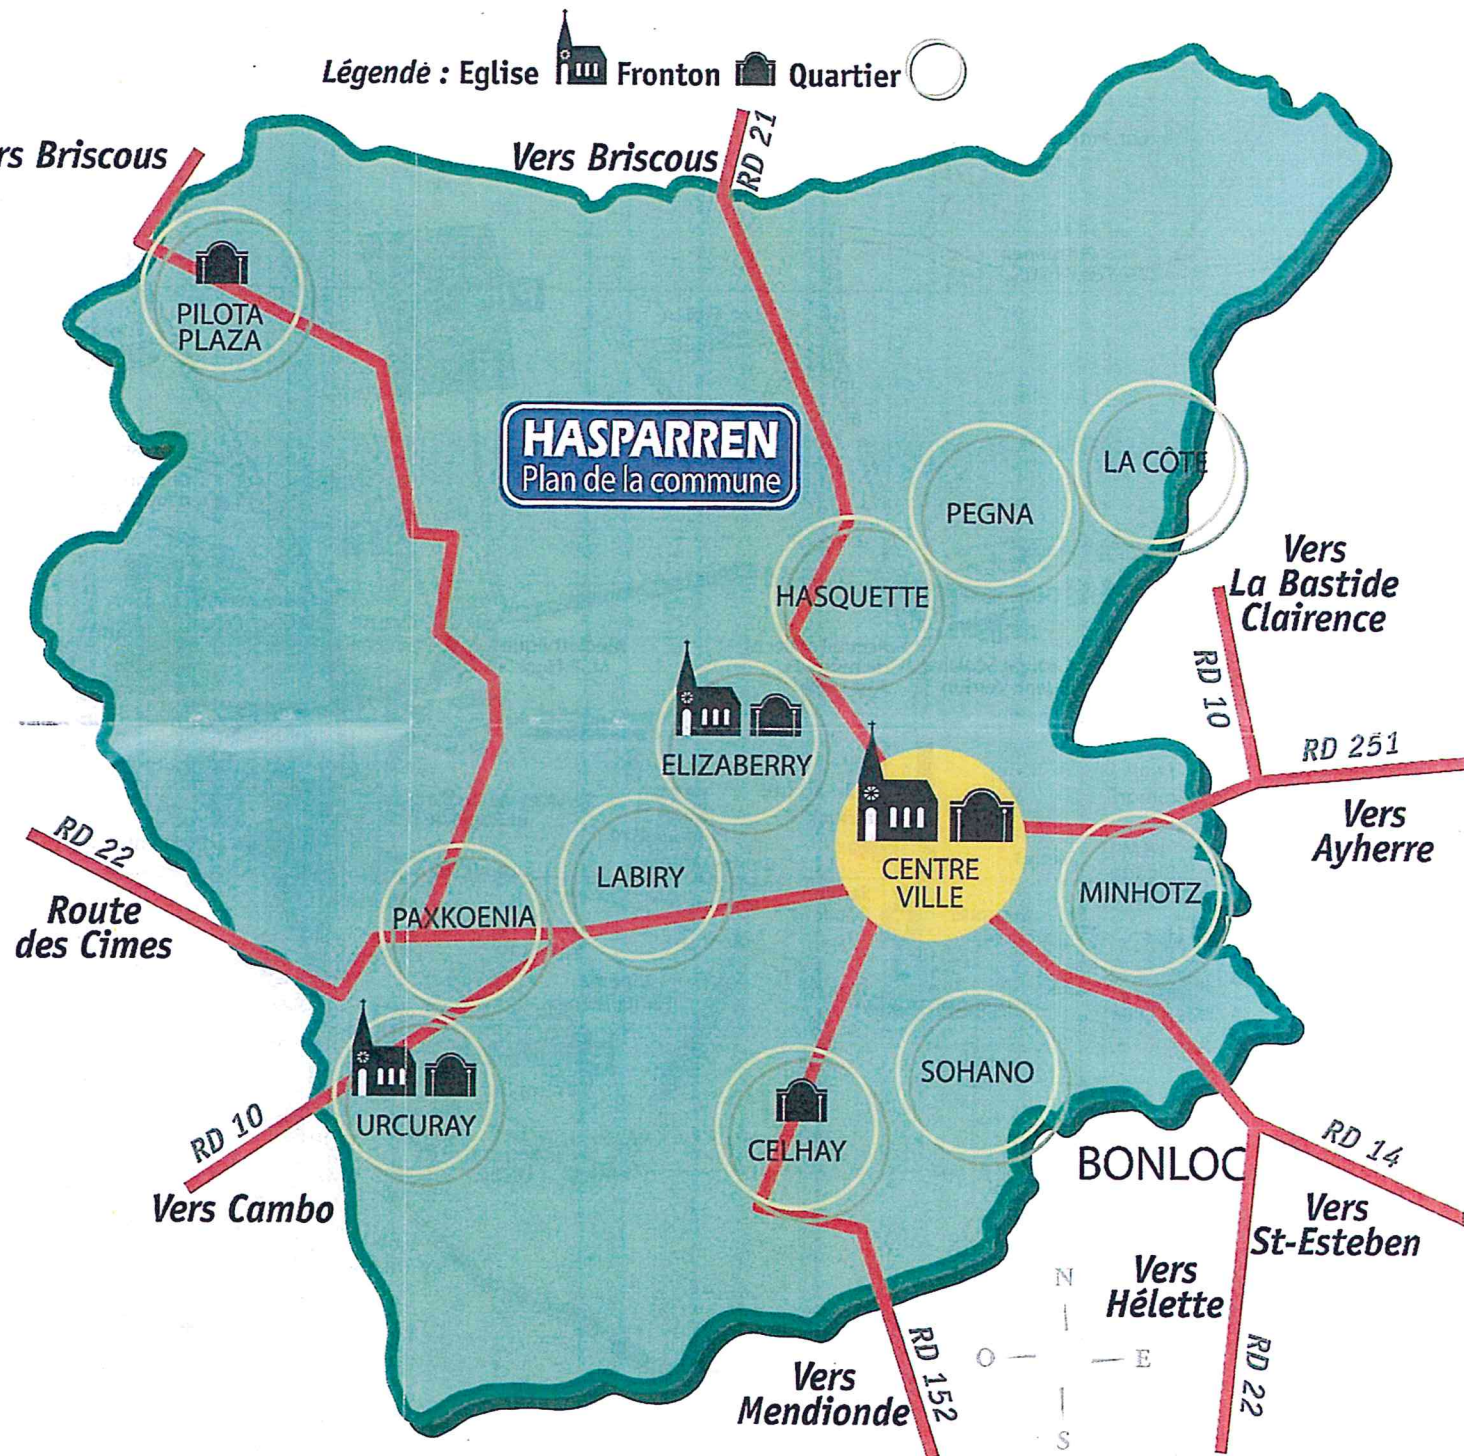 Légende : Eglise Fronton Quartier
rs Briscous
Vers Briscous
RD 21
PILOTA
PLAZA
HASPARREN
Plan de la commune
LA CÔTE
PEGNA
HASQUETTE
Vers
La Bastide
Clairence
RD 10
RD 251
Vers
Ayherre
ELIZABERRY
CENTRE
VILLE
MINHOTZ
LABIRY
PAXKOENIA
RD 22
Route
des Cimes
URCURAY
RD 10
Vers Cambo
CELHAY
SOHANO
BONLOC
RD 14
Vers
St-Esteben
Vers
Hélette
RD 22
Vers
Mendionde
RD 152
N
O
E
S